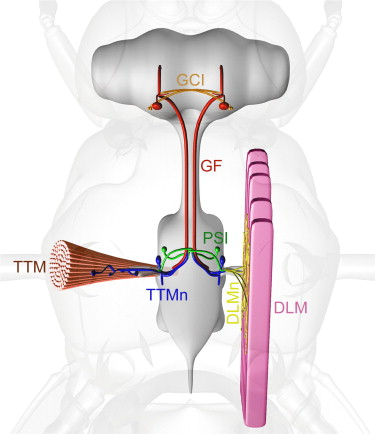 GCI
GF
PSI
TTM
TTMn
DLMn
DLM